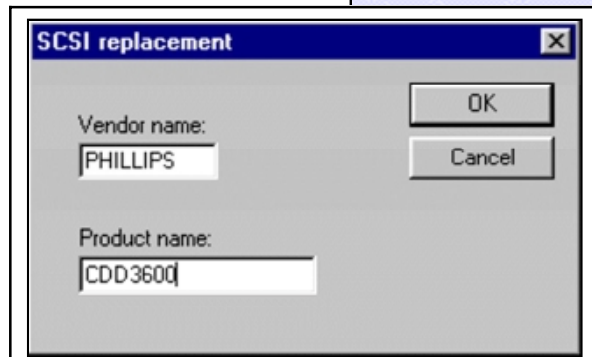 SCSI replacement
OK
Vendor name:
PHILLIPS
Cancel
Product name:
CDD3600